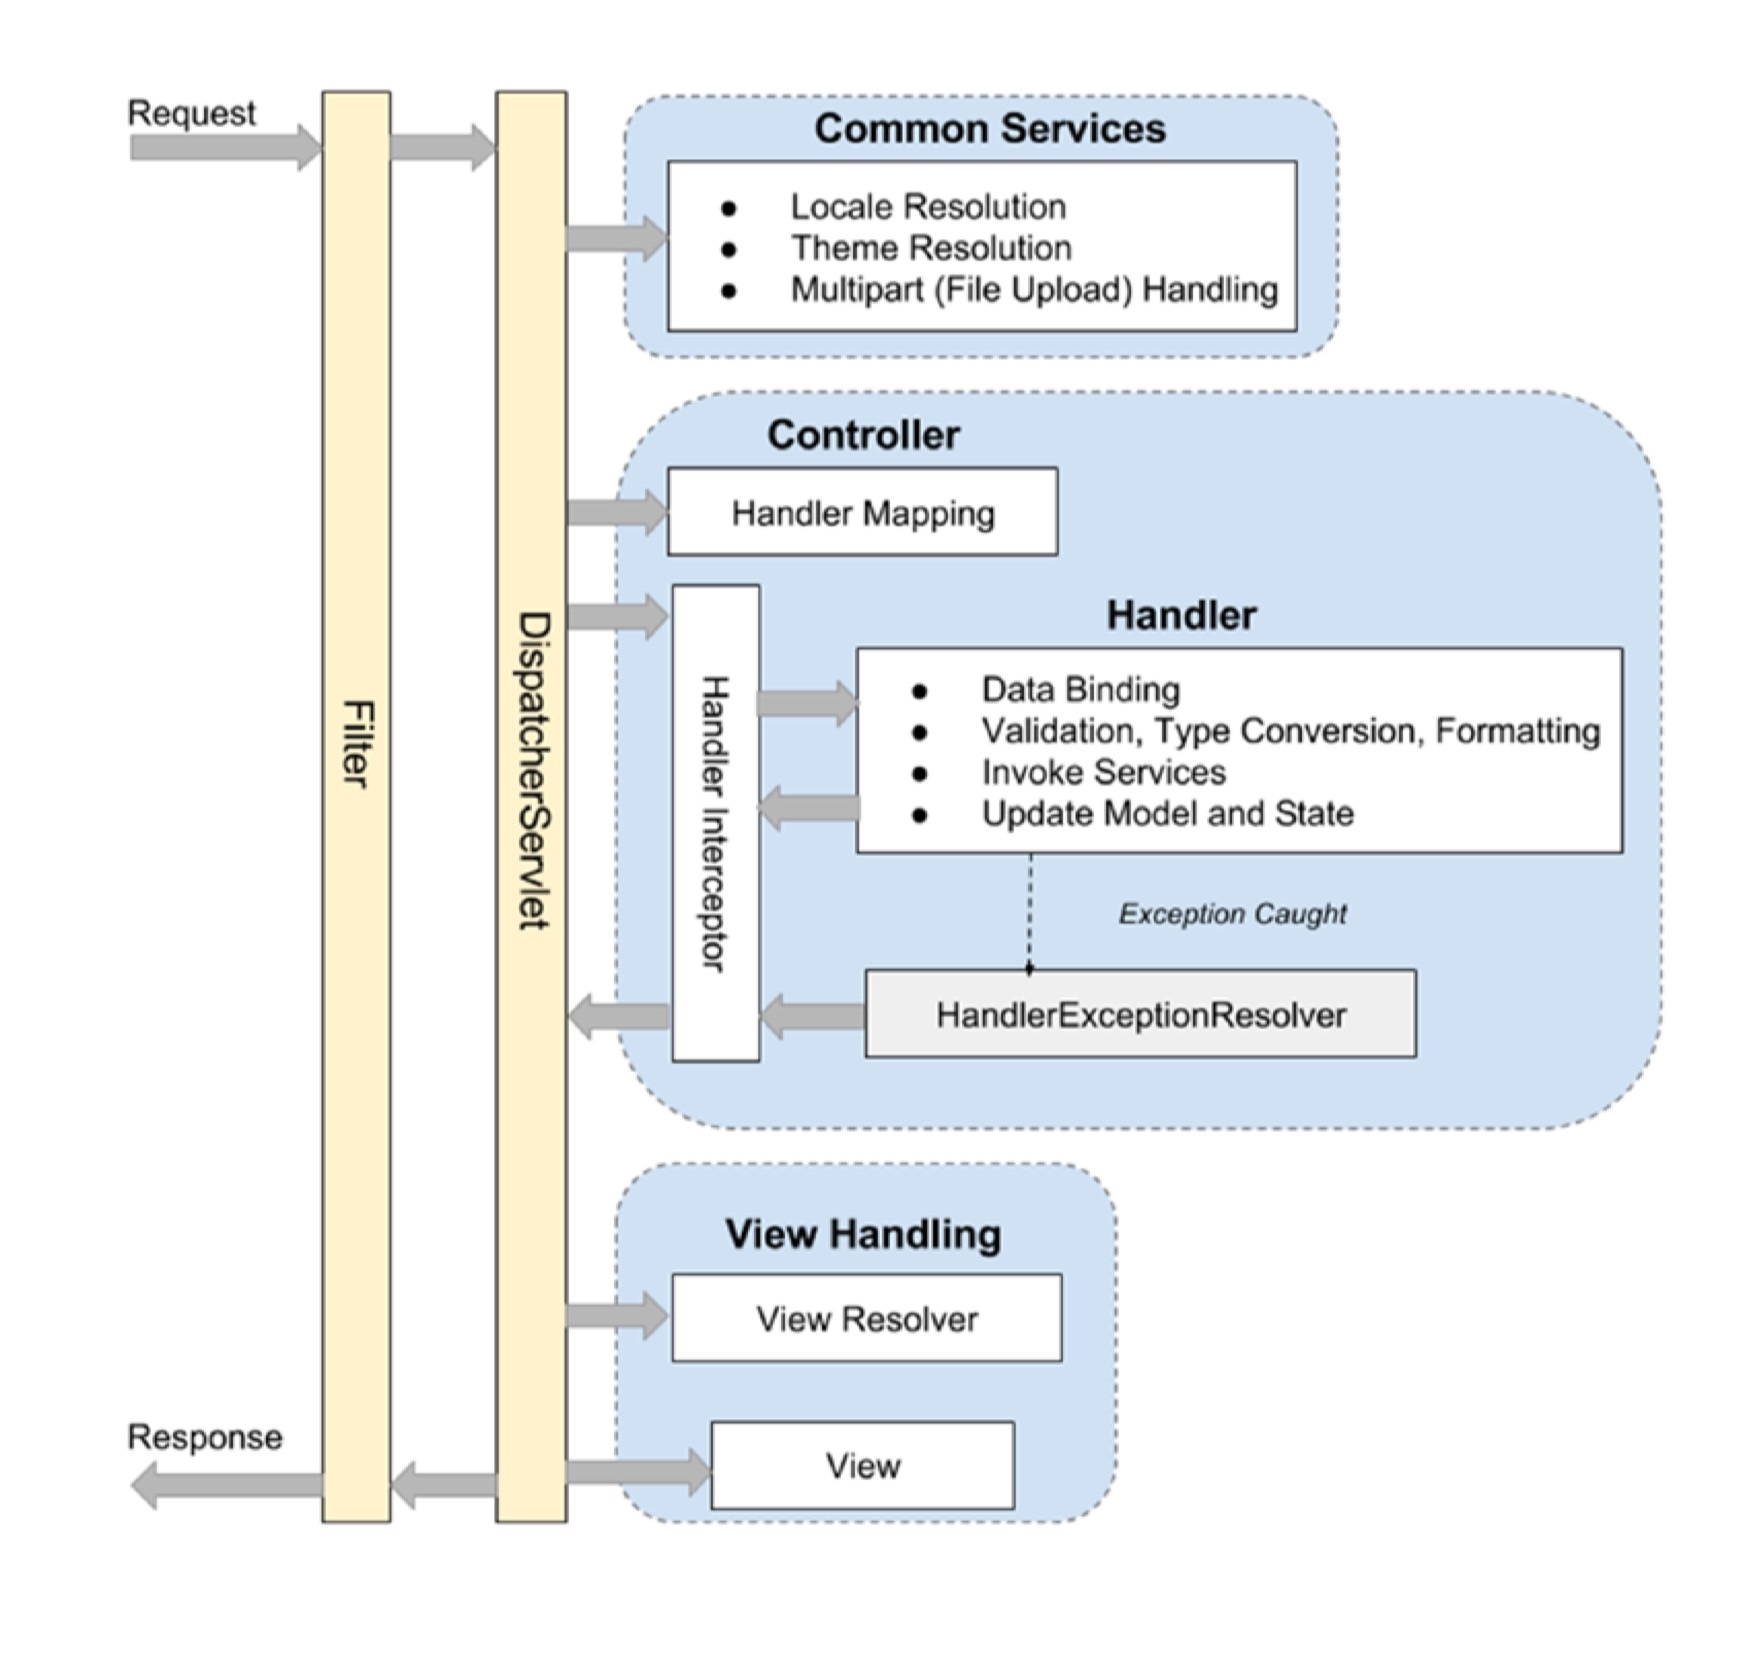 Request
Filter
DispatcherServlet
Common Services
● Locale Resolution
● Theme Resolution
● Multipart (File Upload) Handling
Controller
Handler Mapping
Handler Interceptor
Handler
● Data Binding
● Validation, Type Conversion, Formatting
● Invoke Services
● Update Model and State
Exception Caught
HandlerExceptionResolver
View Handling
View Resolver
View
Response